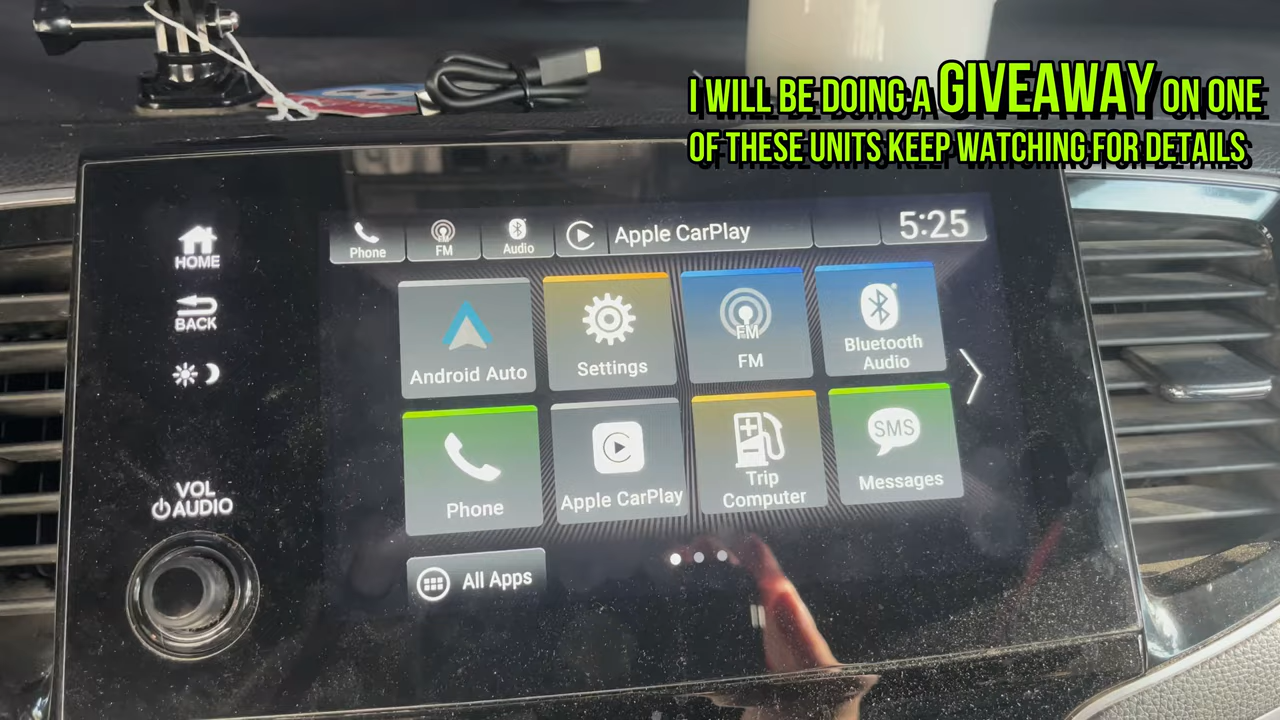 I WILL BE DOING A GIVEAWAY ON ONE
OF THESE UNITS KEEP WATCHING FOR DETAILS
HOME
BACK
VOL
AUDIO
Phone
FM
Audio
Apple CarPlay
5:25
Android Auto
Settings
FM
FM
Bluetooth
Audio
Phone
Apple CarPlay
Trip
Computer
SMS
Messages
All Apps